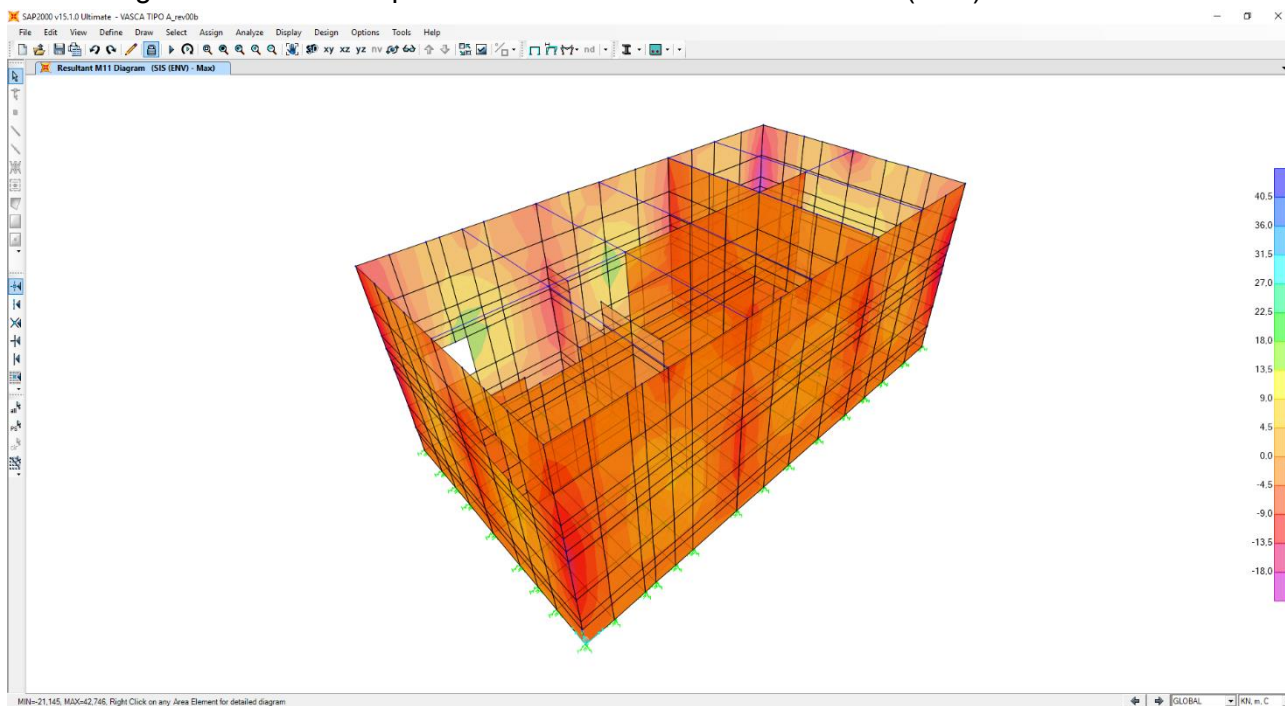 SAP2000 v15.1.0 Ultimate - VASCA TIPO A_rev00b
File Edit View Define Draw Select Assign Analyze Display Design Options Tools Help
xy xz yz nv nd
Resultant M11 Diagram (SIS (ENV) - Max)
40.5
36.0
31.5
27.0
22.5
18.0
13.5
9.0
4.5
0.0
-4.5
-9.0
-13.5
-18.0
all
MIN=-21,145, MAX=42,746, Right Click on any Area Element for detailed diagram
GLOBAL
KN, m, C